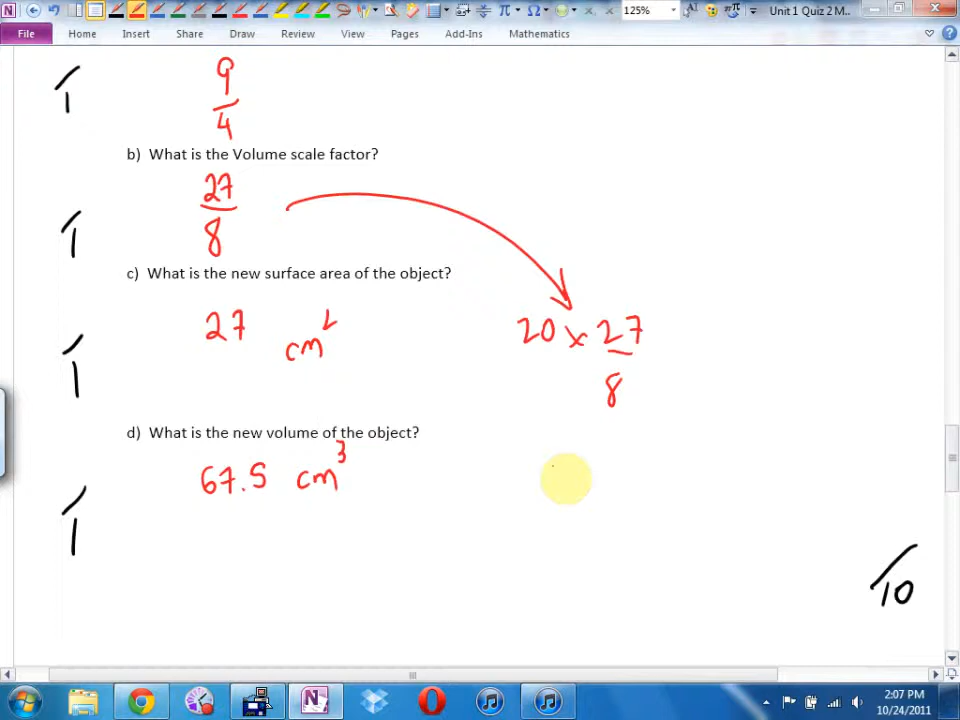 125%
Unit 1 Quiz 2 M..
File Home Insert Share Draw Review View Pages Add-Ins Mathematics
/1
9
4
b) What is the Volume scale factor?
/1
27
8
c) What is the new surface area of the object?
/1
27 cm²
20 x 27
8
d) What is the new volume of the object?
67.5 cm³
/1
/10
2:07 PM
10/24/2011